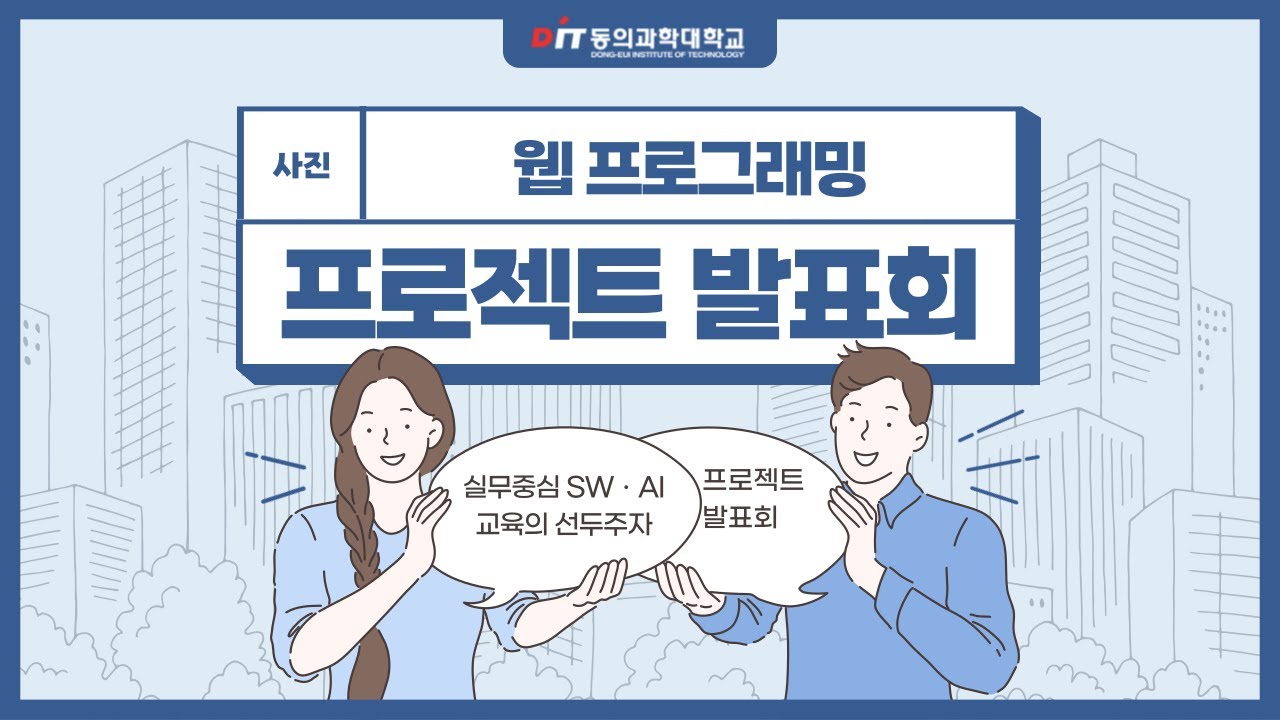 DIT 동의과학대학교
DONG-EUI INSTITUTE OF TECHNOLOGY
사진
웹 프로그래밍
프로젝트 발표회
실무중심 SW · AI
교육의 선두주자
프로젝트
발표회